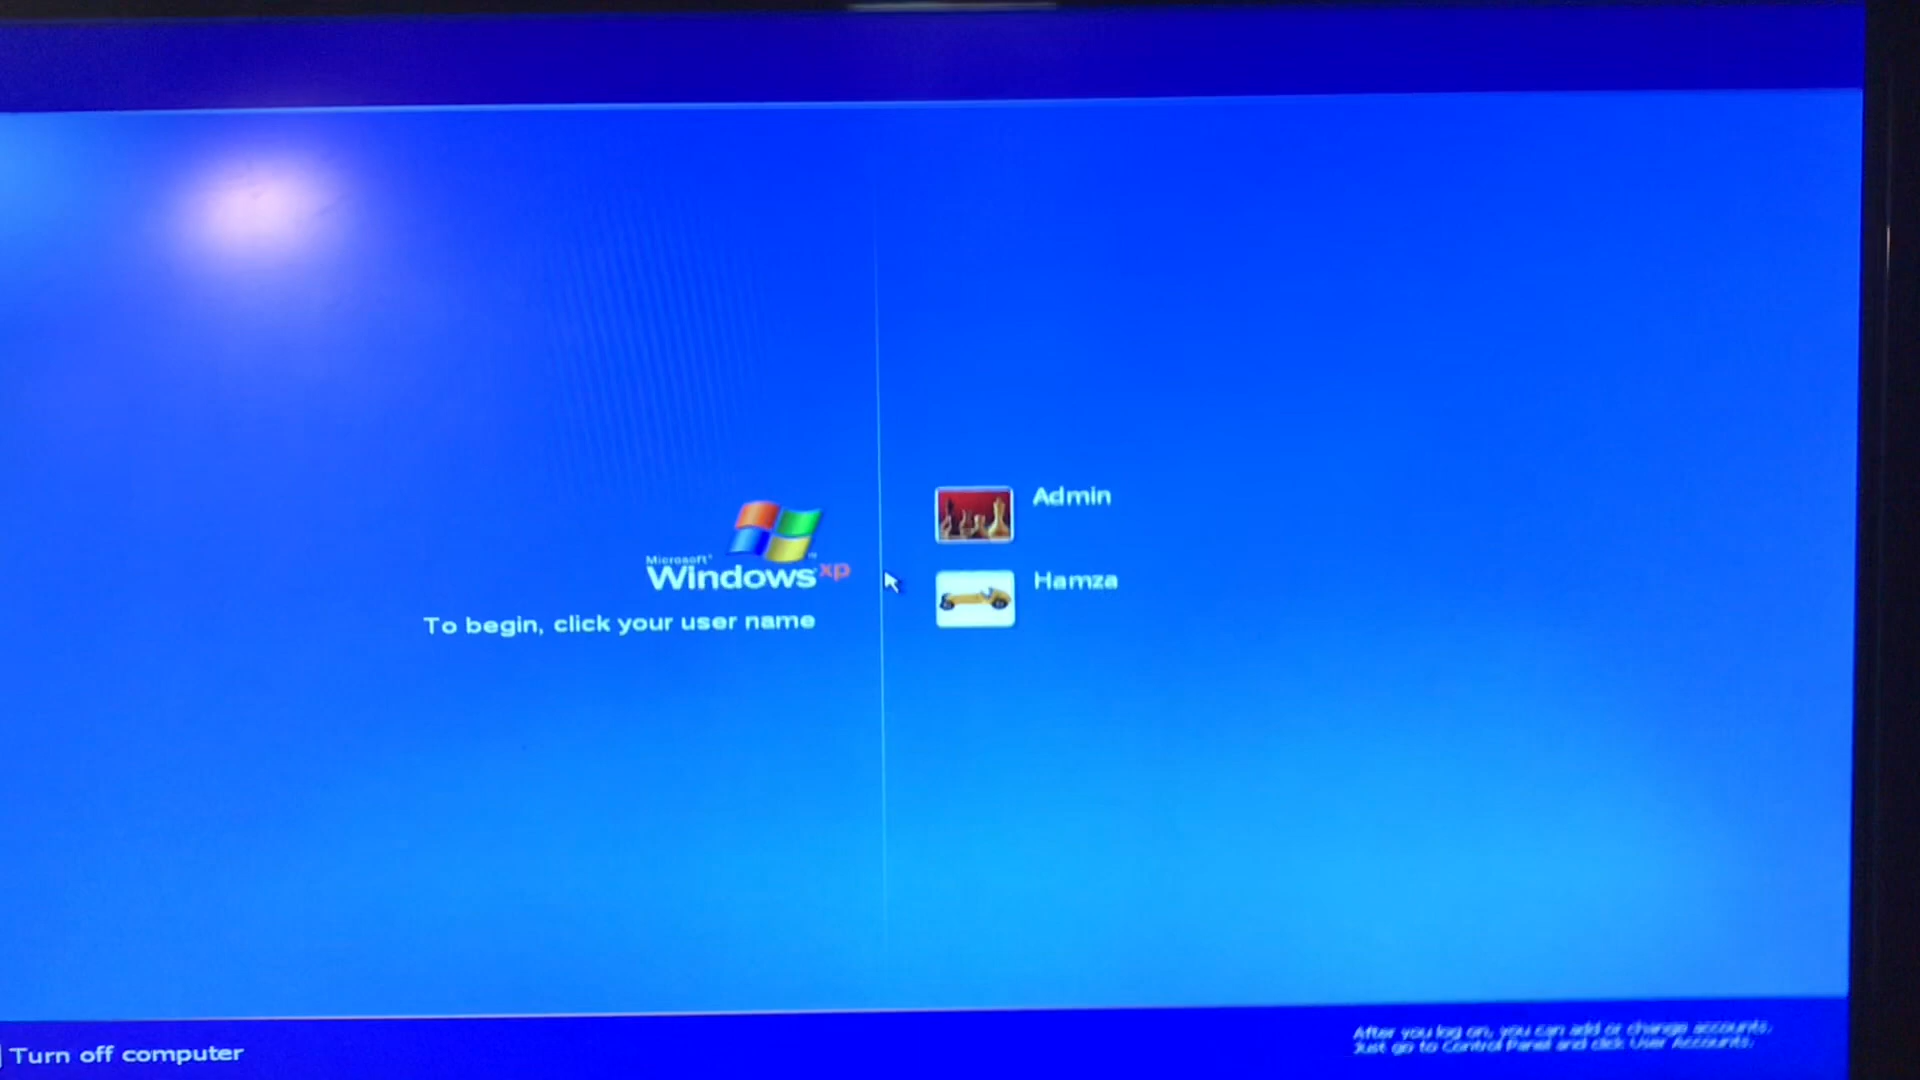 Microsoft®
Windows xp
To begin, click your user name
Admin
Hamza
Turn off computer
After you log on, you can add or change accounts.
Just go to Control Panel and click User Accounts.